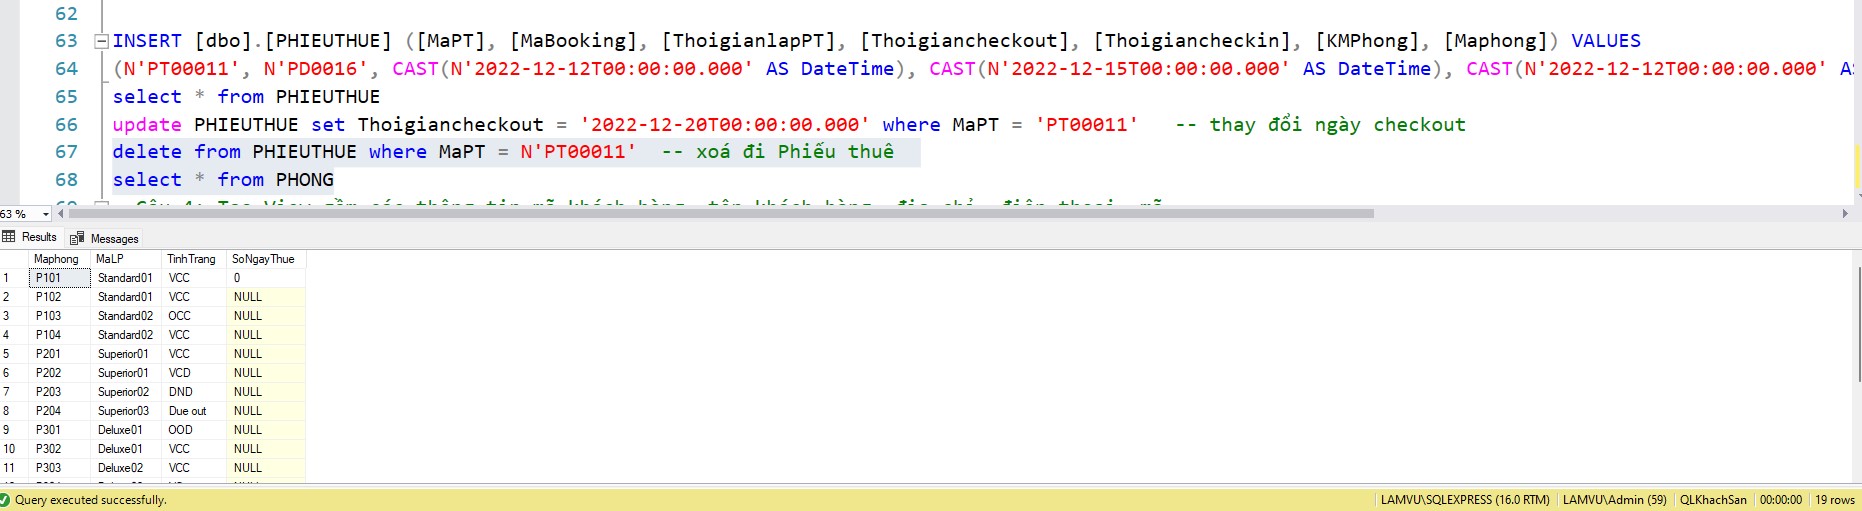 62
63 INSERT [dbo].[PHIEUTHUE] ([MaPT], [MaBooking], [ThoigianlapPT], [Thoigiancheckout], [Thoigiancheckin], [KMPhong], [Maphong]) VALUES
64 (N'PT00011', N'PD0016', CAST(N'2022-12-12T00:00:00.000' AS DateTime), CAST(N'2022-12-15T00:00:00.000' AS DateTime), CAST(N'2022-12-12T00:00:00.000' AS
65 select * from PHIEUTHUE
66 update PHIEUTHUE set Thoigiancheckout = '2022-12-20T00:00:00.000' where MaPT = 'PT00011' -- thay đổi ngày checkout
67 delete from PHIEUTHUE where MaPT = N'PT00011' -- xoá đi Phiếu thuê
68 select * from PHONG
63 %
Results Messages
Maphong MaLP TinhTrang SoNgayThue
1 P101 Standard01 VCC 0
2 P102 Standard01 VCC NULL
3 P103 Standard02 OCC NULL
4 P104 Standard02 VCC NULL
5 P201 Superior01 VCC NULL
6 P202 Superior01 VCD NULL
7 P203 Superior02 DND NULL
8 P204 Superior03 Due out NULL
9 P301 Deluxe01 OOD NULL
10 P302 Deluxe01 VCC NULL
11 P303 Deluxe02 VCC NULL
Query executed successfully. LAMVU\SQLEXPRESS (16.0 RTM) LAMVU\Admin (59) QLKhachSan 00:00:00 19 rows